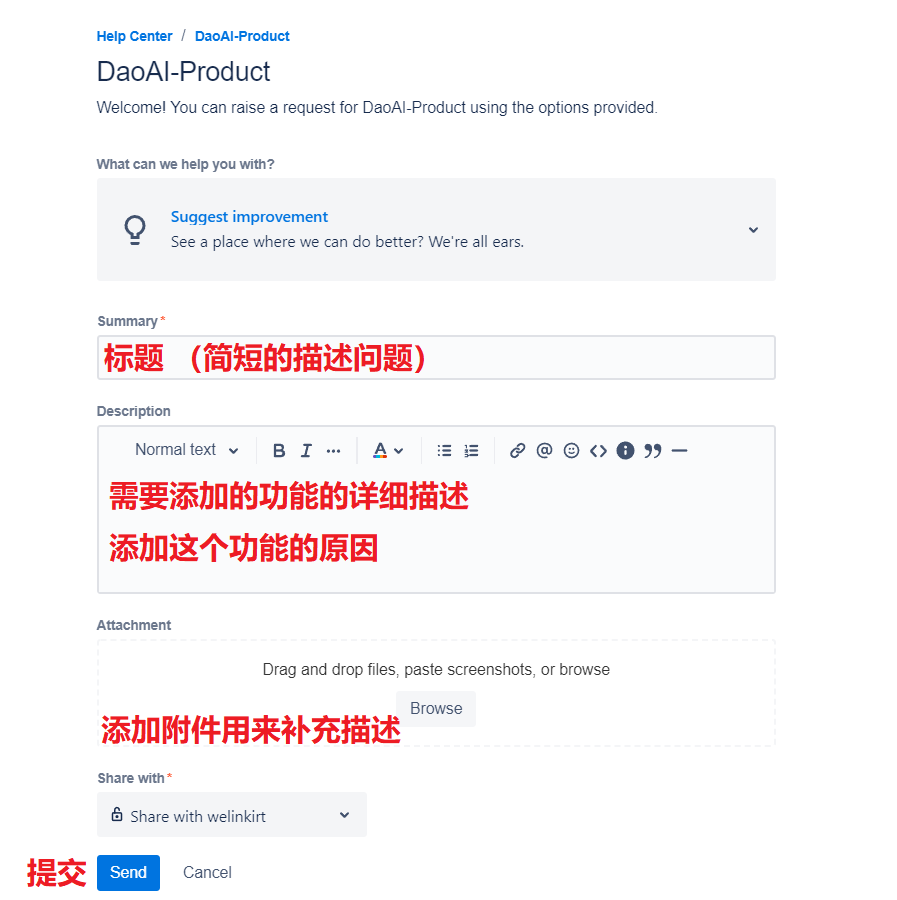 Help Center / DaoAI-Product
DaoAI-Product
Welcome! You can raise a request for DaoAI-Product using the options provided.
What can we help you with?
Suggest improvement
See a place where we can do better? We're all ears.
Summary*
标题 （简短的描述问题）
Description
Normal text B I ... A @ <> i ” —
需要添加的功能的详细描述
添加这个功能的原因
Attachment
Drag and drop files, paste screenshots, or browse
Browse
添加附件用来补充描述
Share with*
Share with welinkirt
提交 Send Cancel